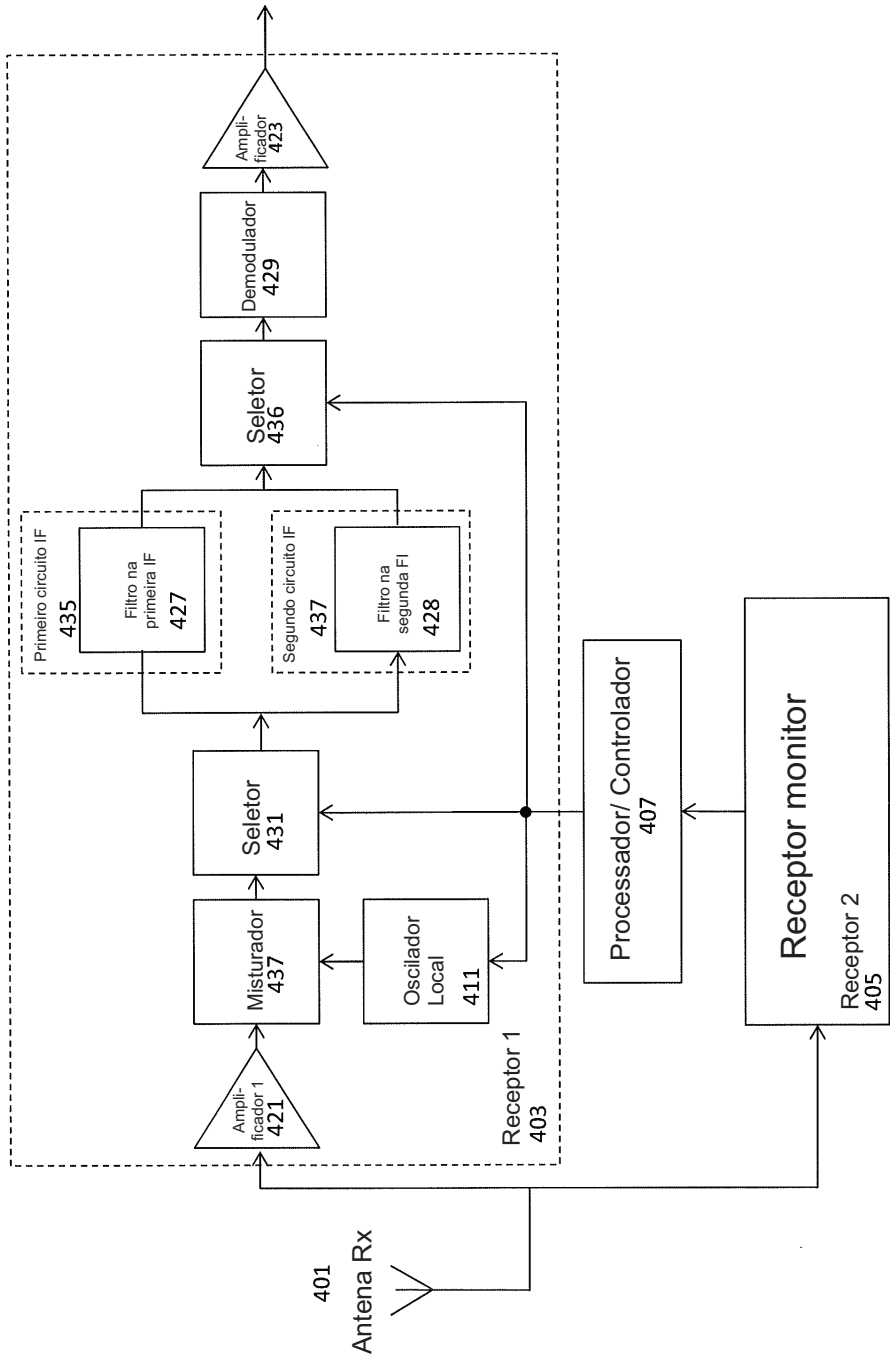 401
Antena Rx
Ampli-
ficador 1
421
Misturador
437
Oscilador
Local
411
Seletor
431
Primeiro circuito IF
435
Filtro na
primeira IF
427
Segundo circuito IF
437
Filtro na
segunda FI
428
Seletor
436
Demodulador
429
Ampli-
ficador
423
Receptor 1
403
Processador/ Controlador
407
Receptor monitor
Receptor 2
405